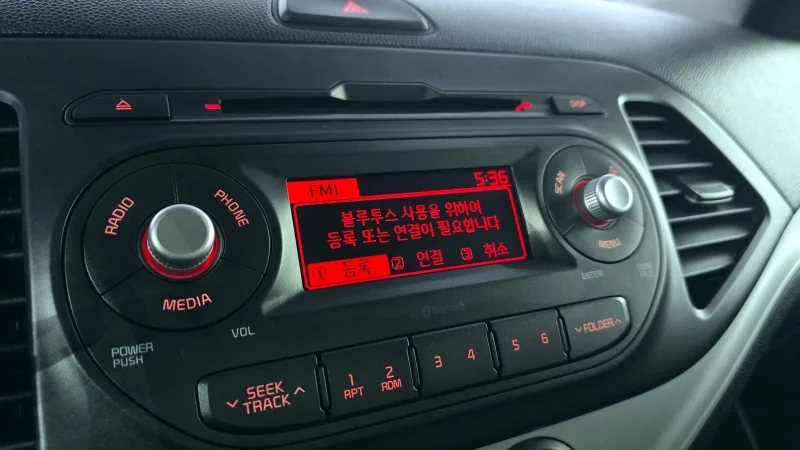 DISP
RADIO
PHONE
MEDIA
VOL
POWER
PUSH
FM1
5:36
블루투스 사용을 위하여
등록 또는 연결이 필요합니다
① 등록 ② 연결 ③ 취소
SCAN
MENU
ENTER
Bluetooth
SEEK
TRACK
1
RPT
2
RDM
3
4
5
6
FOLDER